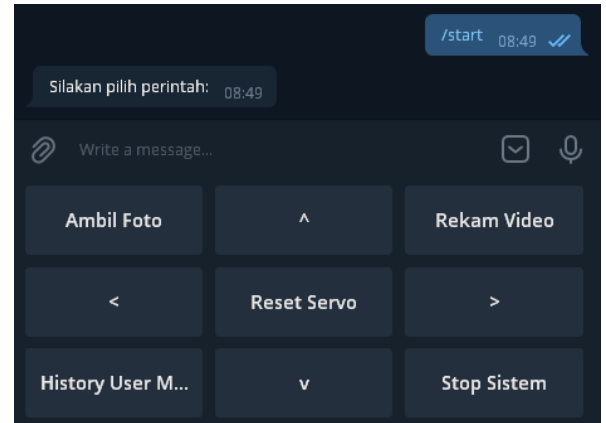 /start 08:49
Silakan pilih perintah: 08:49
Write a message...
Ambil Foto ^ Rekam Video
< Reset Servo >
History User M... v Stop Sistem